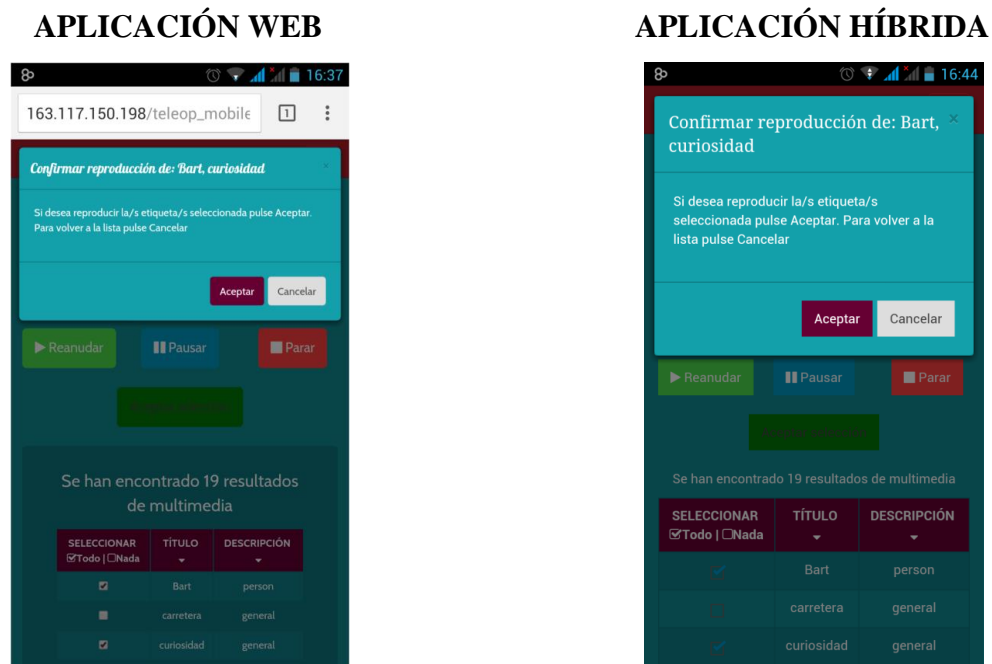 APLICACIÓN WEB
16:37
163.117.150.198/teleop_mobile
1
Confirmar reproducción de: Bart, curiosidad
×
Si desea reproducir la/s etiqueta/s seleccionada pulse Aceptar.
Para volver a la lista pulse Cancelar
Aceptar
Cancelar
Reanudar
Pausar
Parar
Se han encontrado 19 resultados
de multimedia
SELECCIONAR TÍTULO DESCRIPCIÓN
Todo | Nada
Bart person
carretera general
curiosidad general
APLICACIÓN HÍBRIDA
16:44
Confirmar reproducción de: Bart, ×
curiosidad
Si desea reproducir la/s etiqueta/s
seleccionada pulse Aceptar. Para volver a la
lista pulse Cancelar
Aceptar
Cancelar
Reanudar
Pausar
Parar
Se han encontrado 19 resultados de multimedia
SELECCIONAR TÍTULO DESCRIPCIÓN
Todo | Nada
Bart person
carretera general
curiosidad general